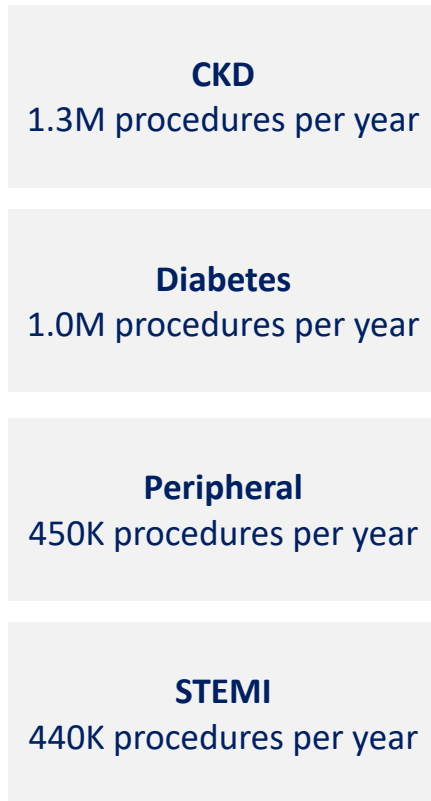 CKD
1.3M procedures per year
Diabetes
1.0M procedures per year
Peripheral
450K procedures per year
STEMI
440K procedures per year